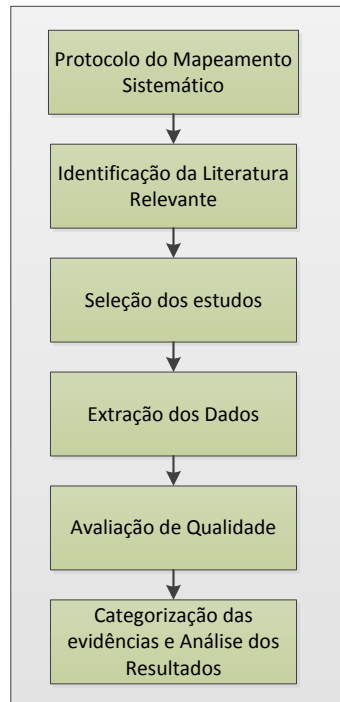 Protocolo do Mapeamento
Sistemático
Identificação da Literatura
Relevante
Seleção dos estudos
Extração dos Dados
Avaliação de Qualidade
Categorização das
evidências e Análise dos
Resultados